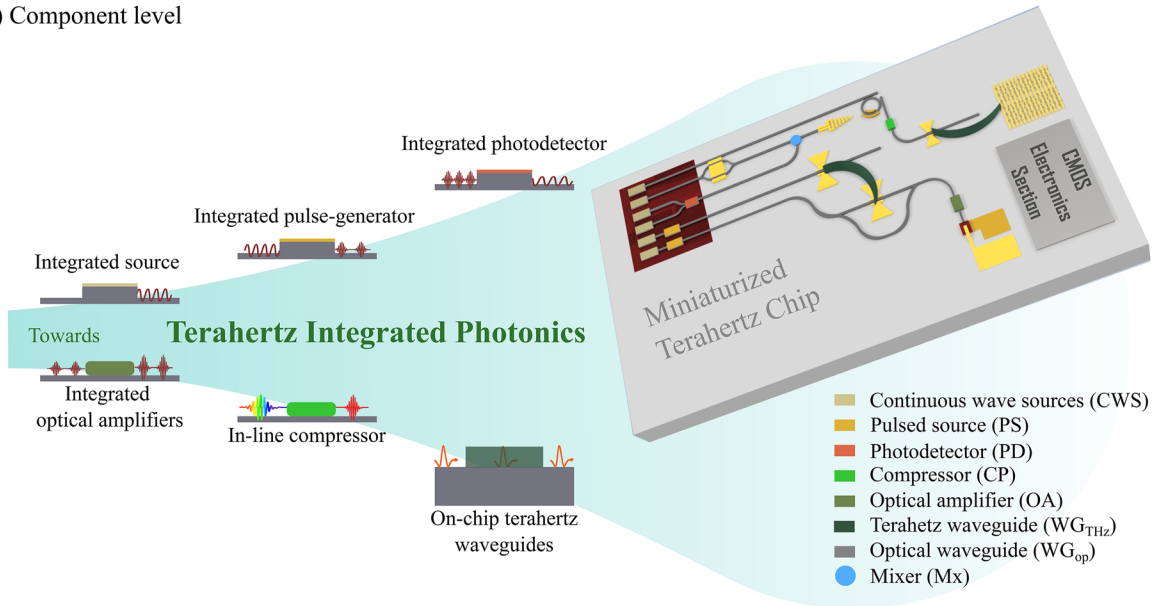 ) Component level
Integrated photodetector
Integrated pulse-generator
Integrated source
Towards
Terahertz Integrated Photonics
Integrated
optical amplifiers
In-line compressor
On-chip terahertz
waveguides
Miniaturized
Terahertz Chip
CMOS
Electronics
Section
Continuous wave sources (CWS)
Pulsed source (PS)
Photodetector (PD)
Compressor (CP)
Optical amplifier (OA)
Terahetz waveguide (WG_THz)
Optical waveguide (WG_op)
Mixer (Mx)